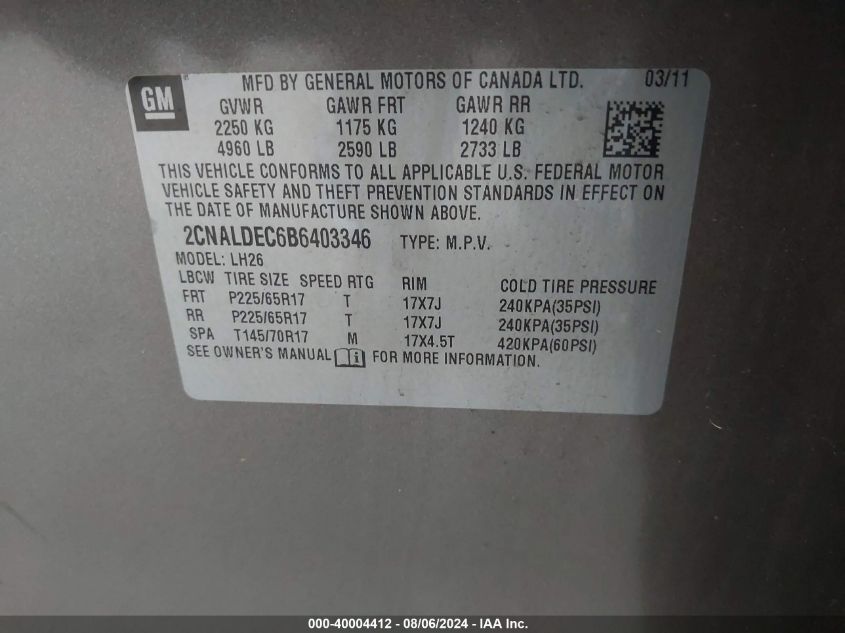 GM
MFD BY GENERAL MOTORS OF CANADA LTD. 03/11
GVWR GAWR FRT GAWR RR
2250 KG 1175 KG 1240 KG
4960 LB 2590 LB 2733 LB
THIS VEHICLE CONFORMS TO ALL APPLICABLE U.S. FEDERAL MOTOR
VEHICLE SAFETY AND THEFT PREVENTION STANDARDS IN EFFECT ON
THE DATE OF MANUFACTURE SHOWN ABOVE.
2CNALDEC6B6403346 TYPE: M.P.V.
MODEL: LH26
LBCW TIRE SIZE SPEED RTG RIM COLD TIRE PRESSURE
FRT P225/65R17 T 17X7J 240KPA(35PSI)
RR P225/65R17 T 17X7J 240KPA(35PSI)
SPA T145/70R17 M 17X4.5T 420KPA(60PSI)
SEE OWNER'S MANUAL i FOR MORE INFORMATION.
000-40004412 - 08/06/2024 - IAA Inc.